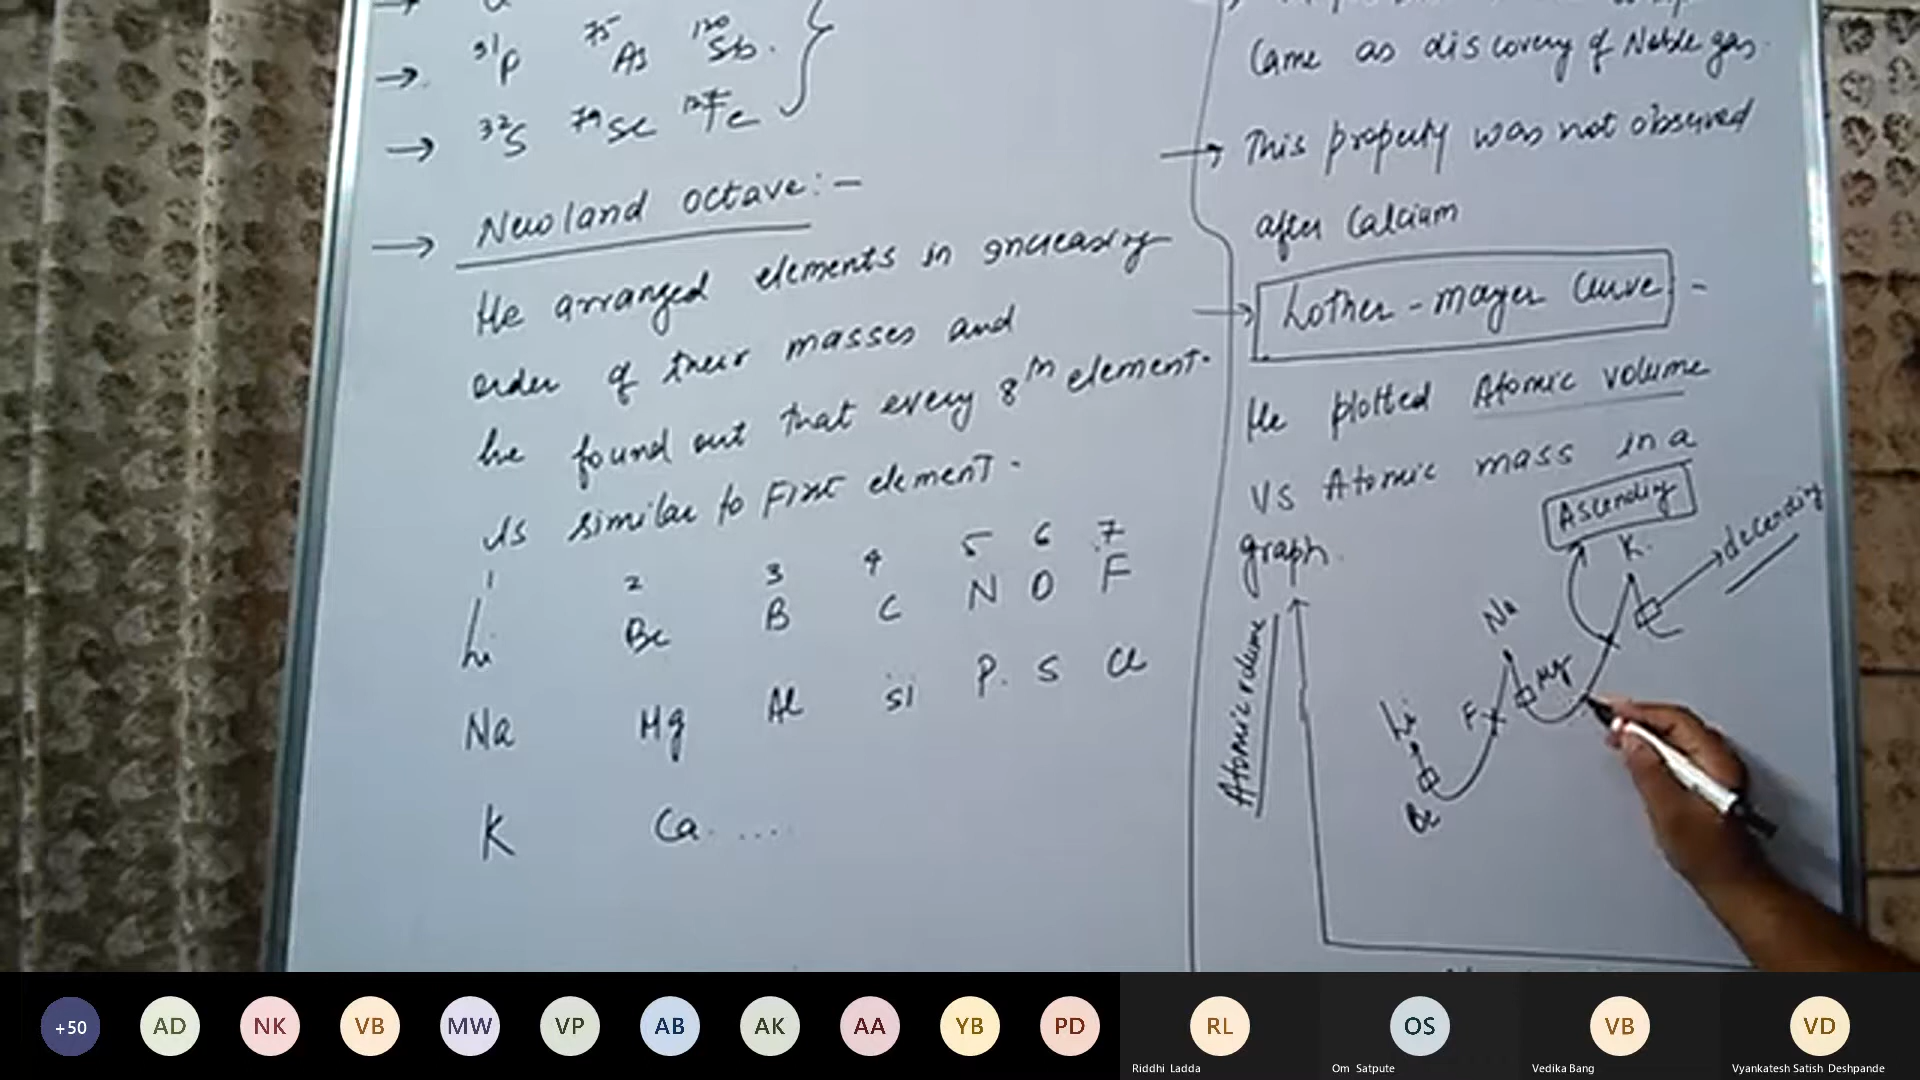 31P 75As 120Sb.
32S 79Se 127Te
Newland octave:-
He arranged elements in increasing
order of their masses and
he found out that every 8th element.
is similar to First element.
1 2 3 4 5 6 7
Li Be B C N O F
Na Mg Al Si P. S Cl
K Ca.....
Came as discovery of Noble gas.
This property was not observed
after Calcium
Lother-mayer Curve :-
He plotted Atomic volume
vs Atomic mass in a
graph.
Ascending
K.
decending
Na
Mg
F
Li
Be
Atomic volume
+50 AD NK VB MW VP AB AK AA YB PD RL OS VB VD
Riddhi Ladda Om Satpute Vedika Bang Vyankatesh Satish Deshpande